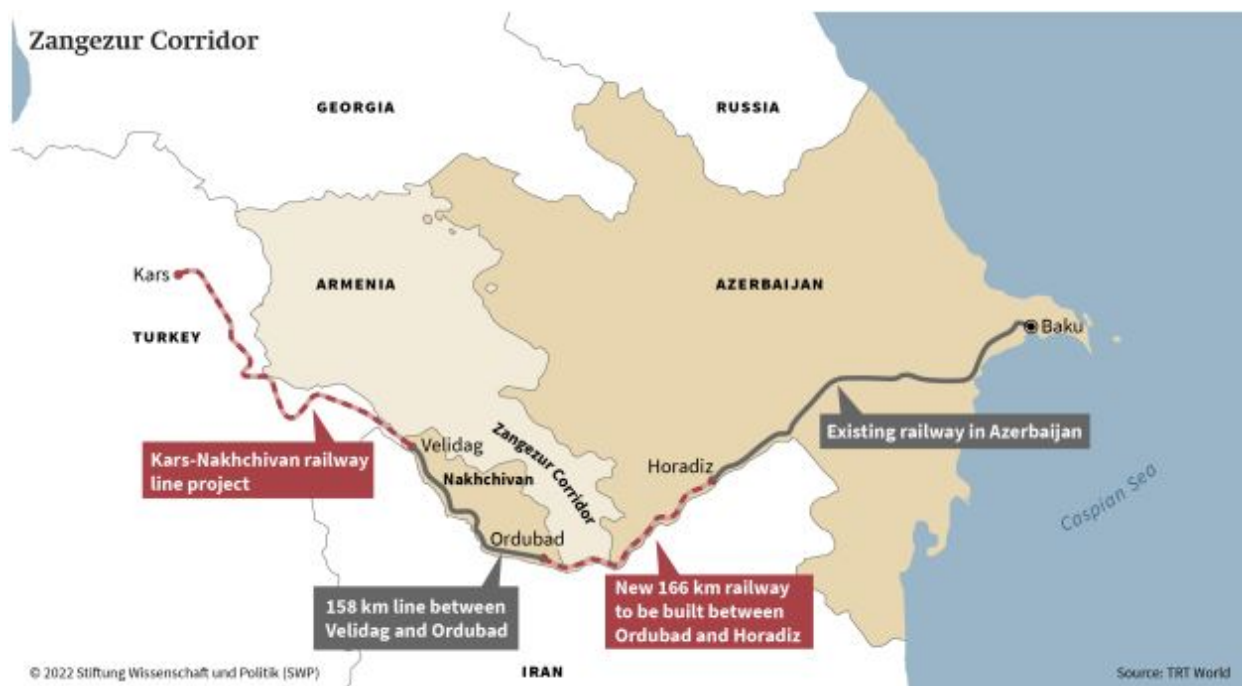 Zangezur Corridor
GEORGIA
RUSSIA
Kars
ARMENIA
AZERBAIJAN
TURKEY
Baku
Existing railway in Azerbaijan
Velidag
Kars-Nakhchivan railway
line project
Zangezur Corridor
Horadiz
Nakhchivan
Caspian Sea
Ordubad
158 km line between
Velidag and Ordubad
New 166 km railway
to be built between
Ordubad and Horadiz
IRAN
© 2022 Stiftung Wissenschaft und Politik (SWP)
Source: TRT World